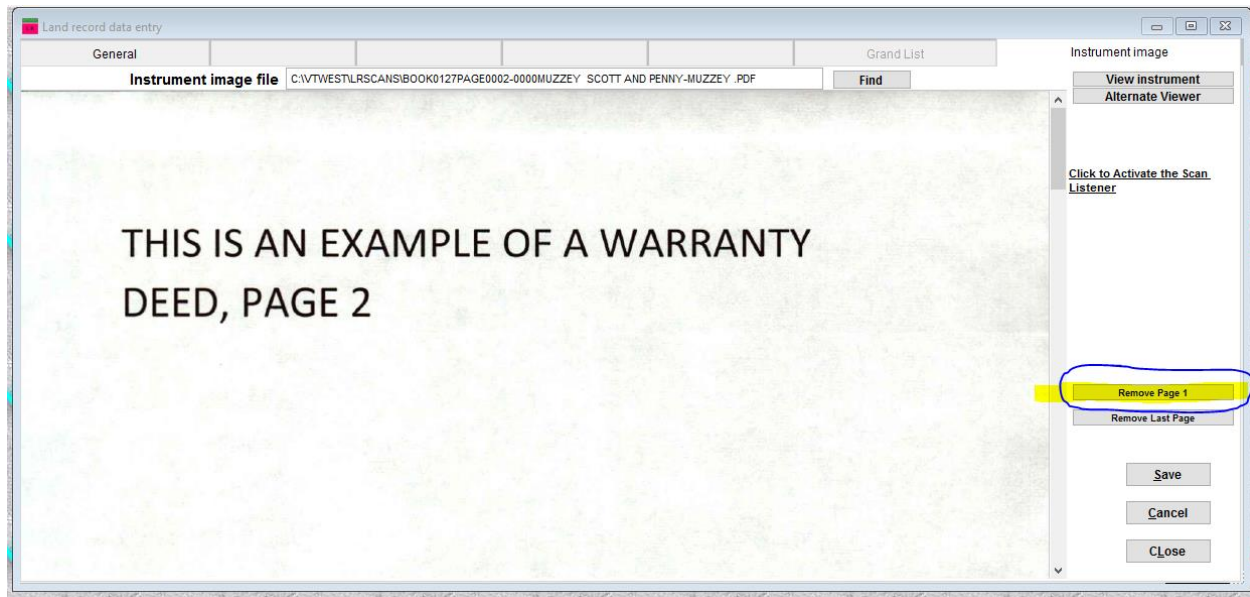 Land record data entry
General Grand List Instrument image
Instrument image file C:\VTWEST\LRSCANS\BOOK0127PAGE0002-0000MUZZEY  SCOTT AND PENNY-MUZZEY .PDF Find
View instrument
Alternate Viewer
Click to Activate the Scan
Listener
THIS IS AN EXAMPLE OF A WARRANTY
DEED, PAGE 2
Remove Page 1
Remove Last Page
Save
Cancel
CLose